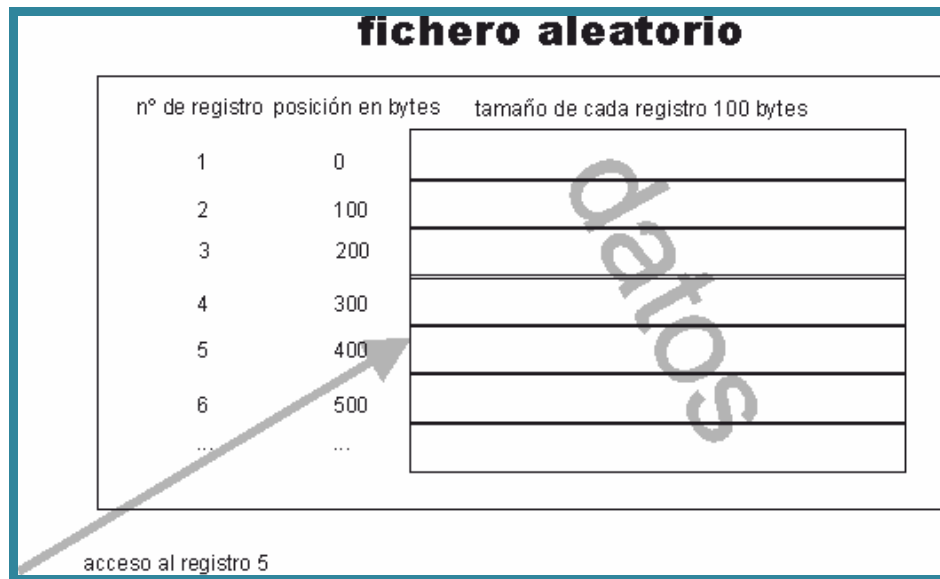 fichero aleatorio
nº de registro posición en bytes tamaño de cada registro 100 bytes
1 0
2 100
3 200
4 300
5 400
6 500
... ...
datos
acceso al registro 5